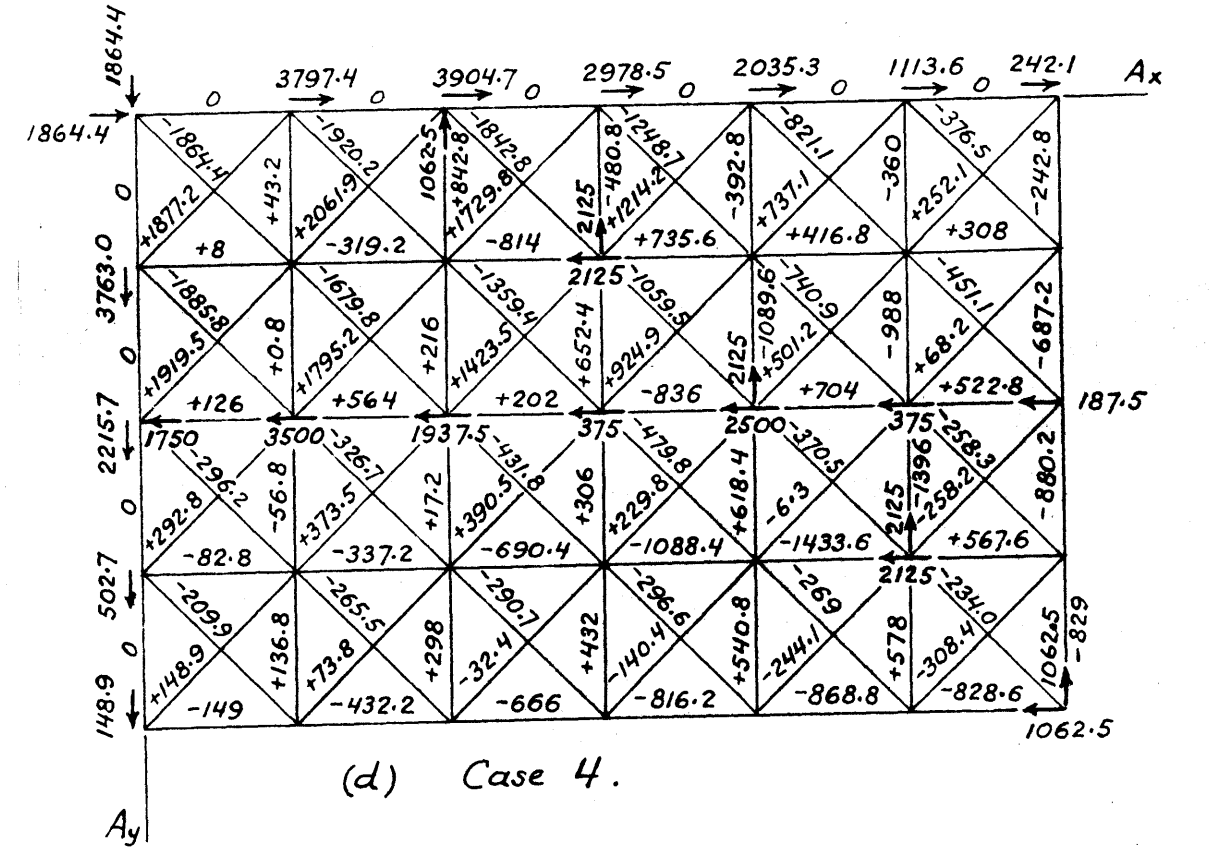 1864.4
3797.4 3904.7 2978.5 2035.3 1113.6 242.1 Ax
0 0 0 0 0 0
1864.4
-1864.4 -1920.2 -1842.8 -1248.7 -821.1 -376.5
0 +43.2 1062.5 +842.8 2125 -480.8 -392.8 -360 -242.8
+1877.2 +2061.9 +1729.8 +1214.2 +737.1 +252.1
+8 -319.2 -814 +735.6 +416.8 +308
3763.0 2125
-1885.8 -1679.8 -1359.4 -1059.5 -740.9 -451.1
0 +0.8 +216 +652.4 2125 -1089.6 -988 -687.2
+1919.5 +1795.2 +1423.5 +924.9 +501.2 +68.2
+126 +564 +202 -836 +704 +522.8
2215.7 1750 3500 1937.5 375 2500 375 187.5
-296.2 -326.7 -431.8 -479.8 -370.5 -258.3
0 -56.8 +17.2 +306 +618.4 2125 -1396 -880.2
+292.8 +373.5 +390.5 +229.8 -6.3 -258.2
-82.8 -337.2 -690.4 -1088.4 -1433.6 +567.6
502.7 2125
-209.9 -265.5 -290.7 -296.6 -269 -234.0
0 +136.8 +298 +432 +540.8 +578 1062.5 -829
+148.9 +73.8 -32.4 -140.4 -244.1 -308.4
-149 -432.2 -666 -816.2 -868.8 -828.6
148.9 1062.5
(d) Case 4.
Ay